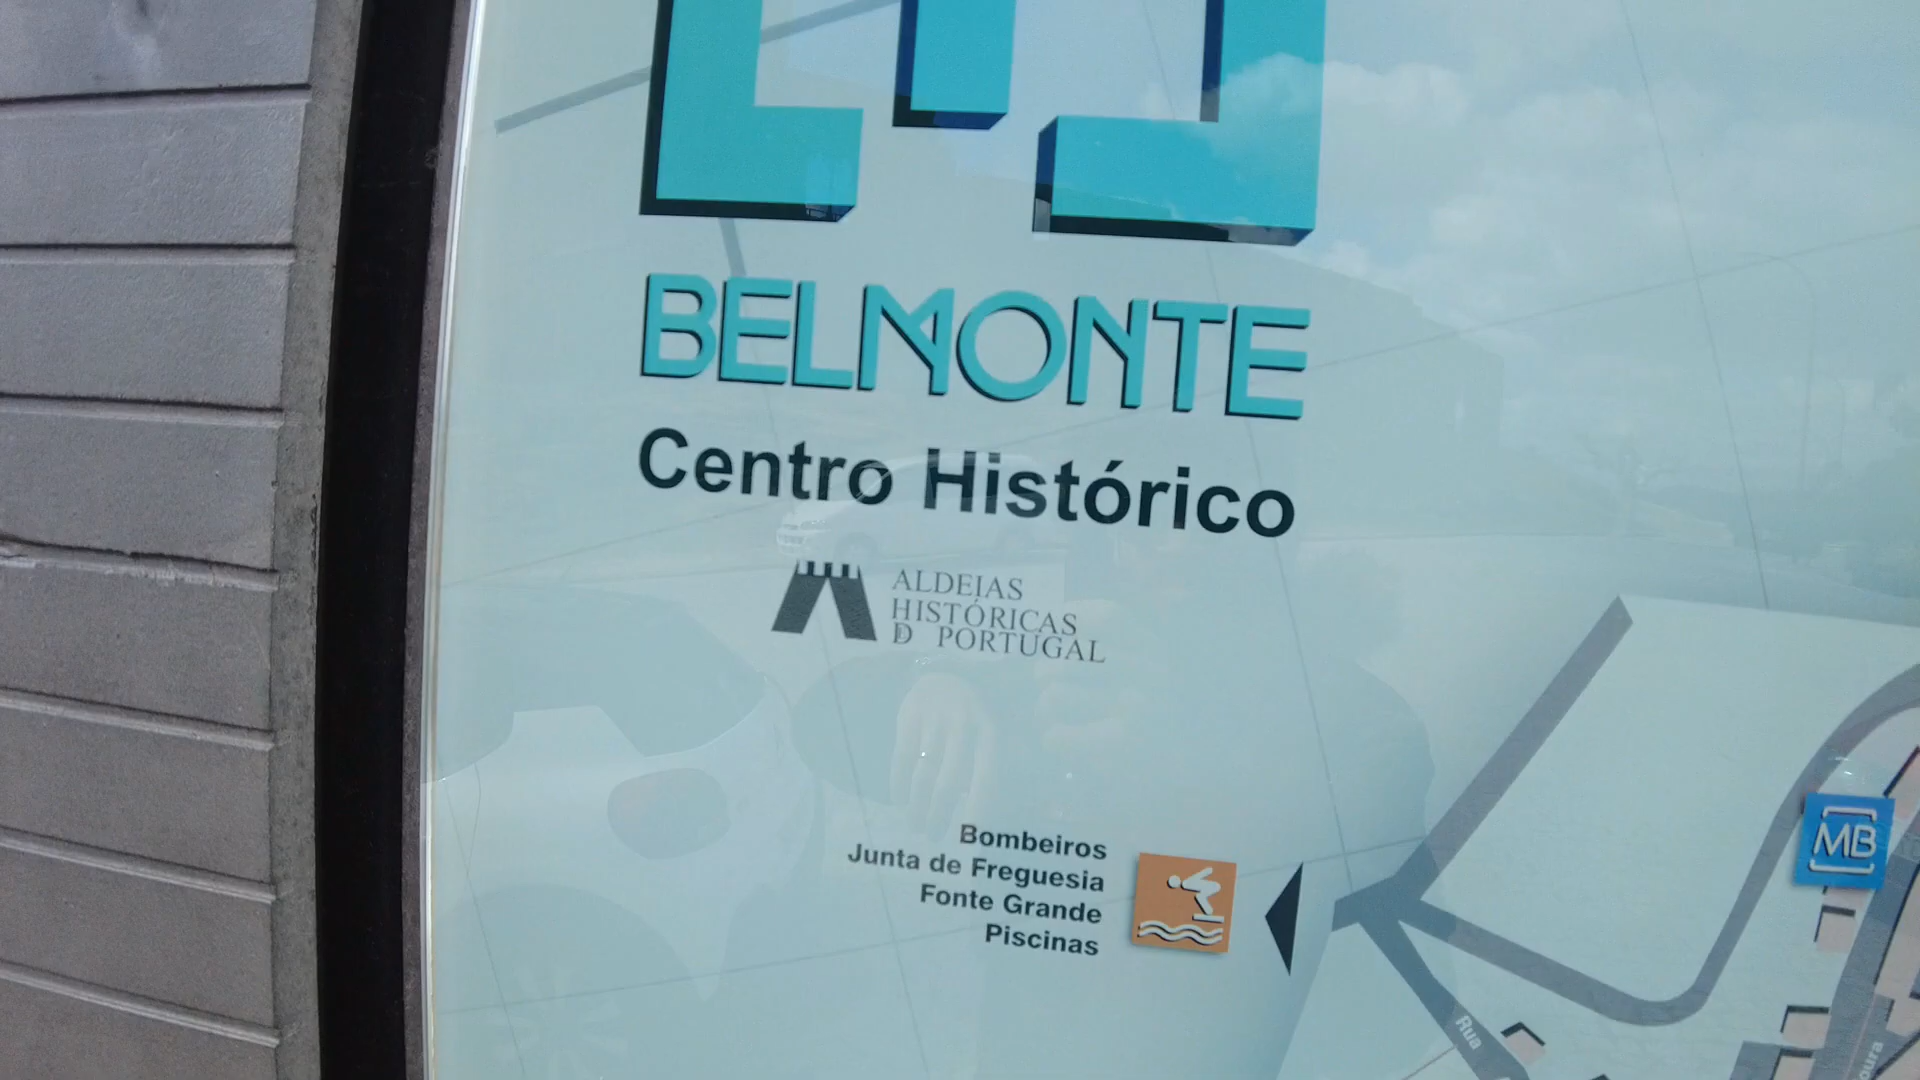 BELMONTE
Centro Histórico
ALDEIAS
HISTÓRICAS
DE PORTUGAL
Bombeiros
Junta de Freguesia
Fonte Grande
Piscinas
MB
Rua